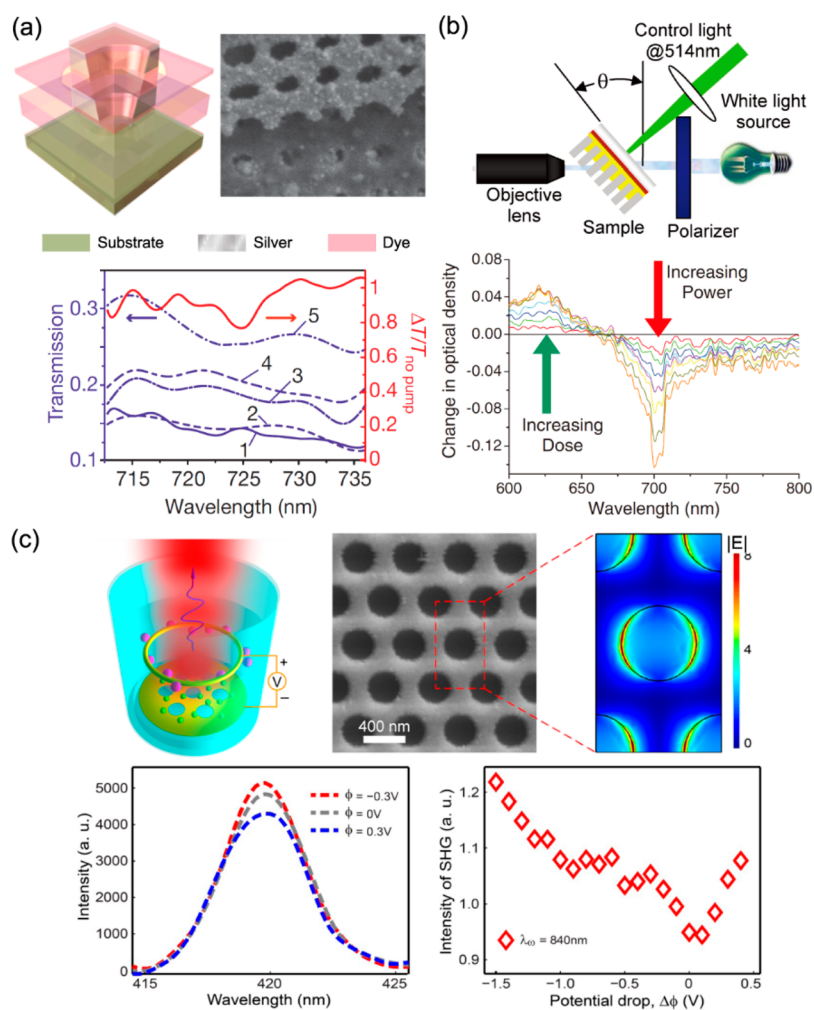 (a)
Substrate
Silver
Dye
Transmission
0.3
0.2
0.1
5
4
3
2
1
1
0.8
0.6
0.4
0.2
0
ΔT/T no pump
715 720 725 730 735
Wavelength (nm)
(b)
Control light
@514nm
θ
White light
source
Objective
lens
Sample
Polarizer
Change in optical density
0.08
0.04
0.00
-0.04
-0.08
-0.12
Increasing
Power
Increasing
Dose
600 650 700 750 800
Wavelength (nm)
(c)
+
V
−
400 nm
|E|
8
4
0
Intensity (a. u.)
5000
4000
3000
2000
1000
0
ϕ = −0.3V
ϕ = 0V
ϕ = 0.3V
415 420 425
Wavelength (nm)
Intensity of SHG (a. u.)
1.2
1.1
1.0
0.9
λω = 840nm
−1.5 −1.0 −0.5 0 0.5
Potential drop, Δϕ (V)